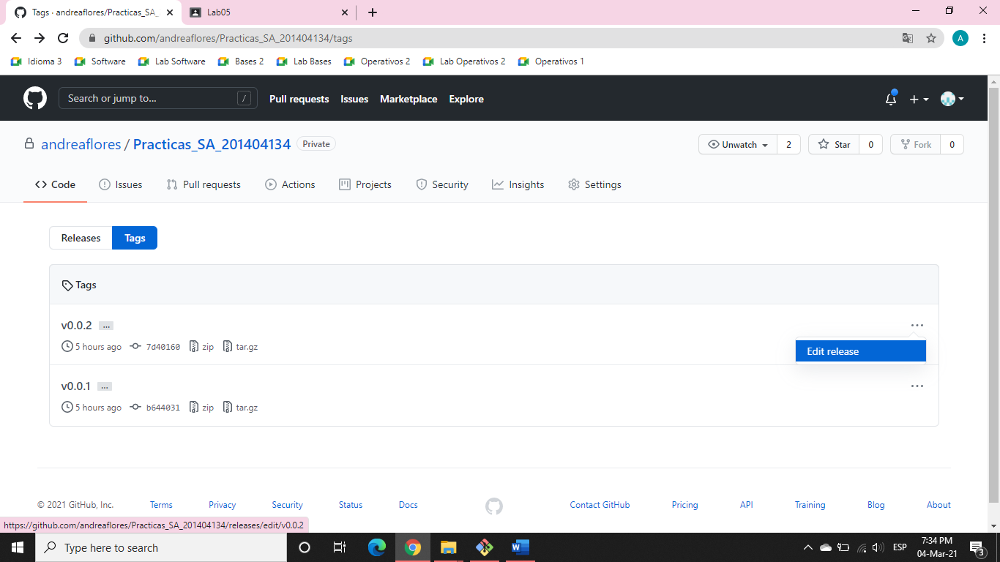 Tags · andreaflores/Practicas_SA_
Lab05
github.com/andreaflores/Practicas_SA_201404134/tags
A
Idioma 3
Software
Lab Software
Bases 2
Lab Bases
Operativos 2
Lab Operativos 2
Operativos 1
Search or jump to... /
Pull requests
Issues
Marketplace
Explore
andreaflores / Practicas_SA_201404134 Private
Unwatch 2
Star 0
Fork 0
Code
Issues
Pull requests
Actions
Projects
Security
Insights
Settings
Releases
Tags
Tags
v0.0.2 ...
5 hours ago 7d40160 zip tar.gz
Edit release
v0.0.1 ...
5 hours ago b644031 zip tar.gz
© 2021 GitHub, Inc.
Terms
Privacy
Security
Status
Docs
Contact GitHub
Pricing
API
Training
Blog
About
https://github.com/andreaflores/Practicas_SA_201404134/releases/edit/v0.0.2
Type here to search
ESP
7:34 PM
04-Mar-21
3